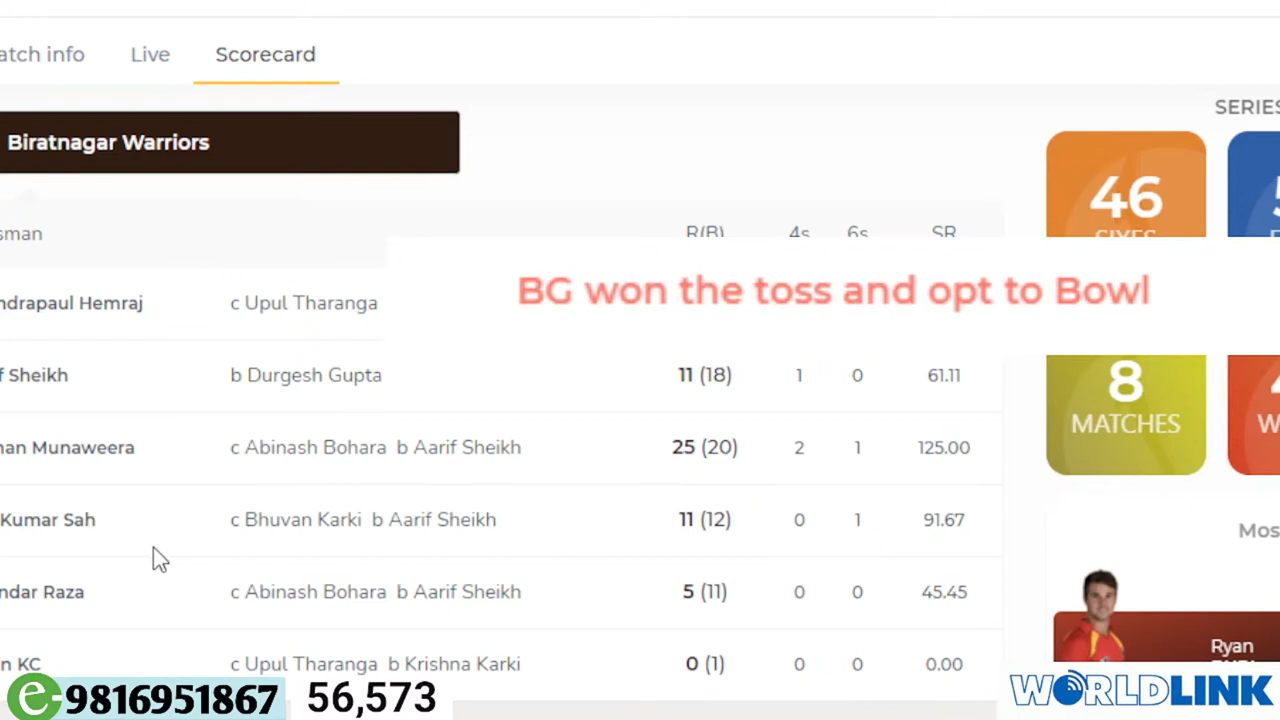 atch info Live Scorecard
SERIES
Biratnagar Warriors
46
SIXES
sman R(B) 4s 6s SR
BG won the toss and opt to Bowl
ndrapaul Hemraj c Upul Tharanga
f Sheikh b Durgesh Gupta 11 (18) 1 0 61.11
8
MATCHES
W
han Munaweera c Abinash Bohara b Aarif Sheikh 25 (20) 2 1 125.00
Kumar Sah c Bhuvan Karki b Aarif Sheikh 11 (12) 0 1 91.67
Mos
ndar Raza c Abinash Bohara b Aarif Sheikh 5 (11) 0 0 45.45
Ryan
n KC c Upul Tharanga b Krishna Karki 0 (1) 0 0 0.00
e-9816951867 56,573 WORLDLINK